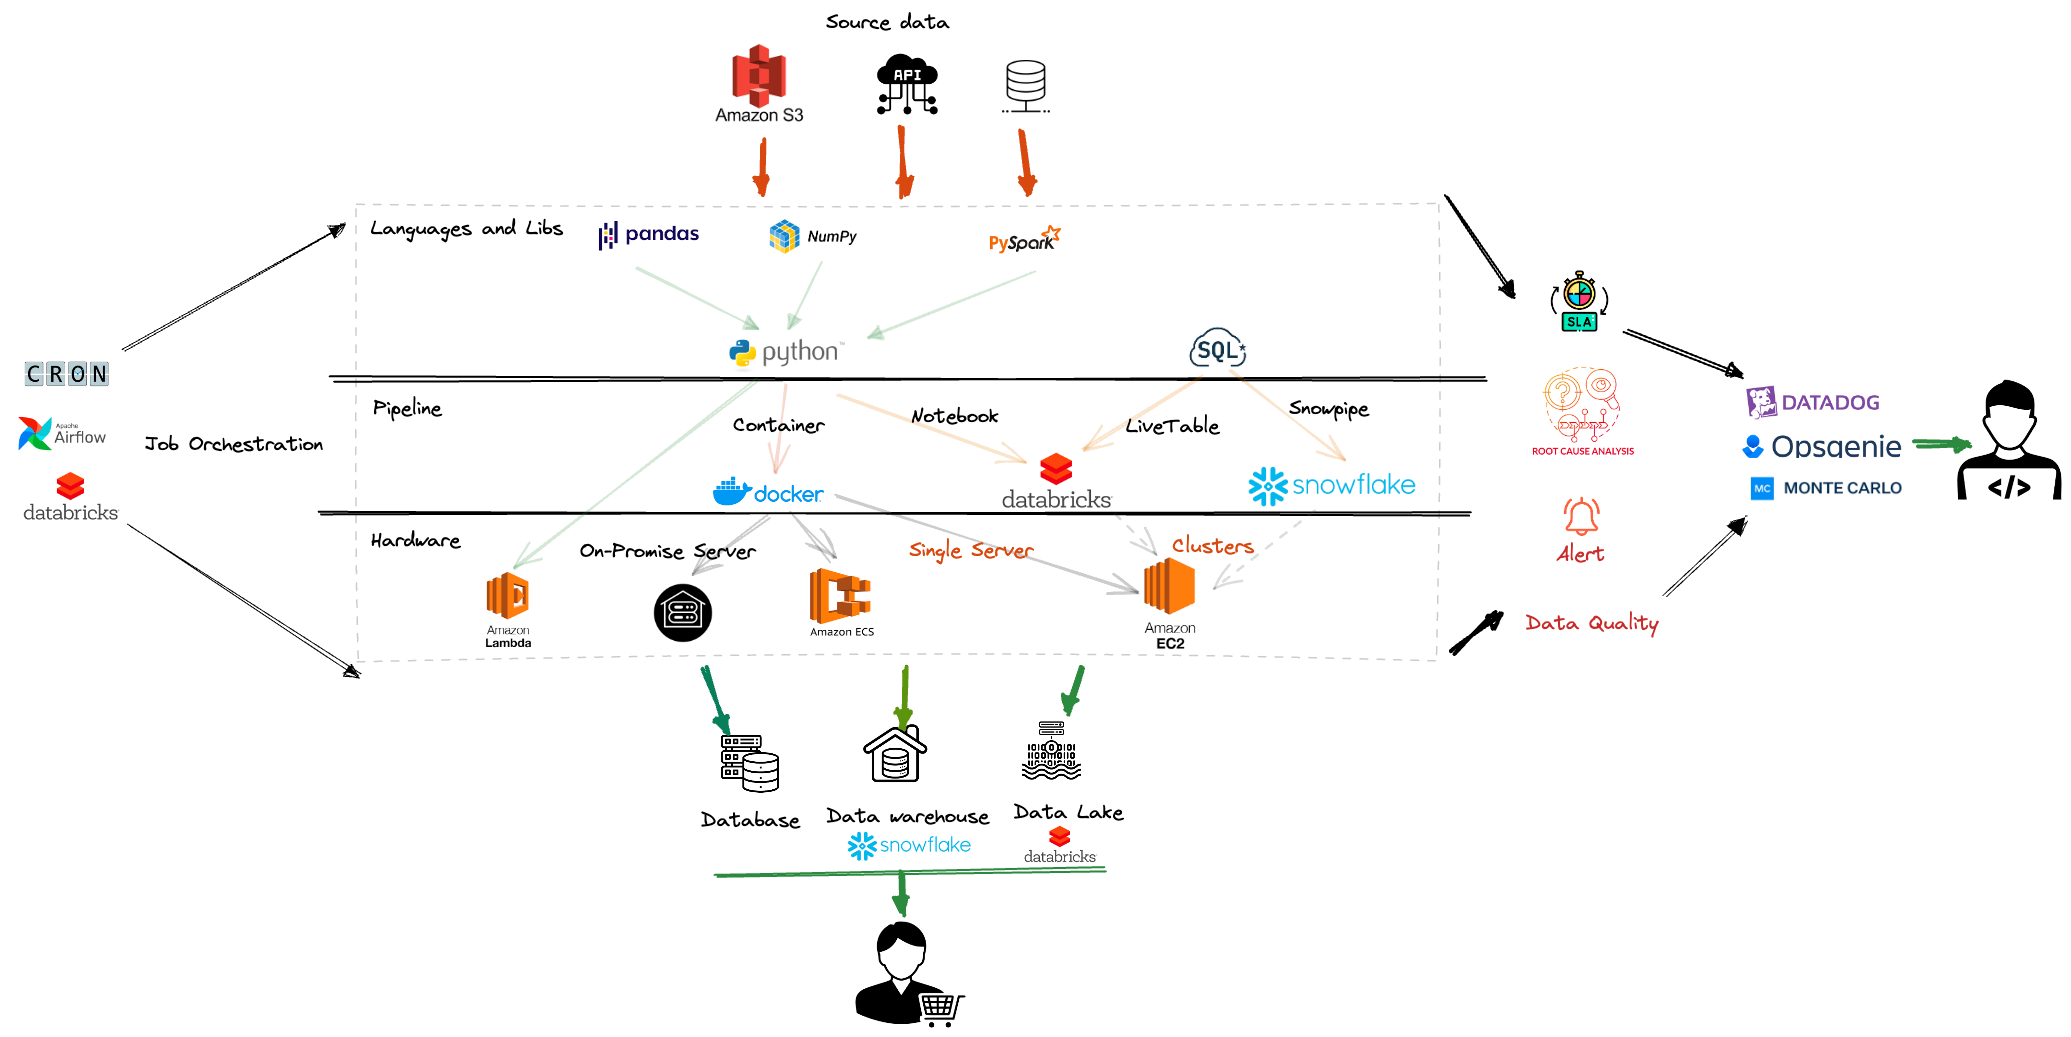 Source data
API
Amazon S3
Languages and Libs
pandas
NumPy
PySpark
python™
SQL
SLA
CRON
Apache
Airflow
Job Orchestration
databricks
Pipeline
Container
Notebook
LiveTable
Snowpipe
docker
databricks
snowflake
ROOT CAUSE ANALYSIS
DATADOG
Opsgenie
MC MONTE CARLO
</>
Hardware
On-Promise Server
Single Server
Clusters
Alert
Amazon
Lambda
Amazon ECS
Amazon
EC2
Data Quality
Database
Data warehouse
snowflake
Data Lake
databricks